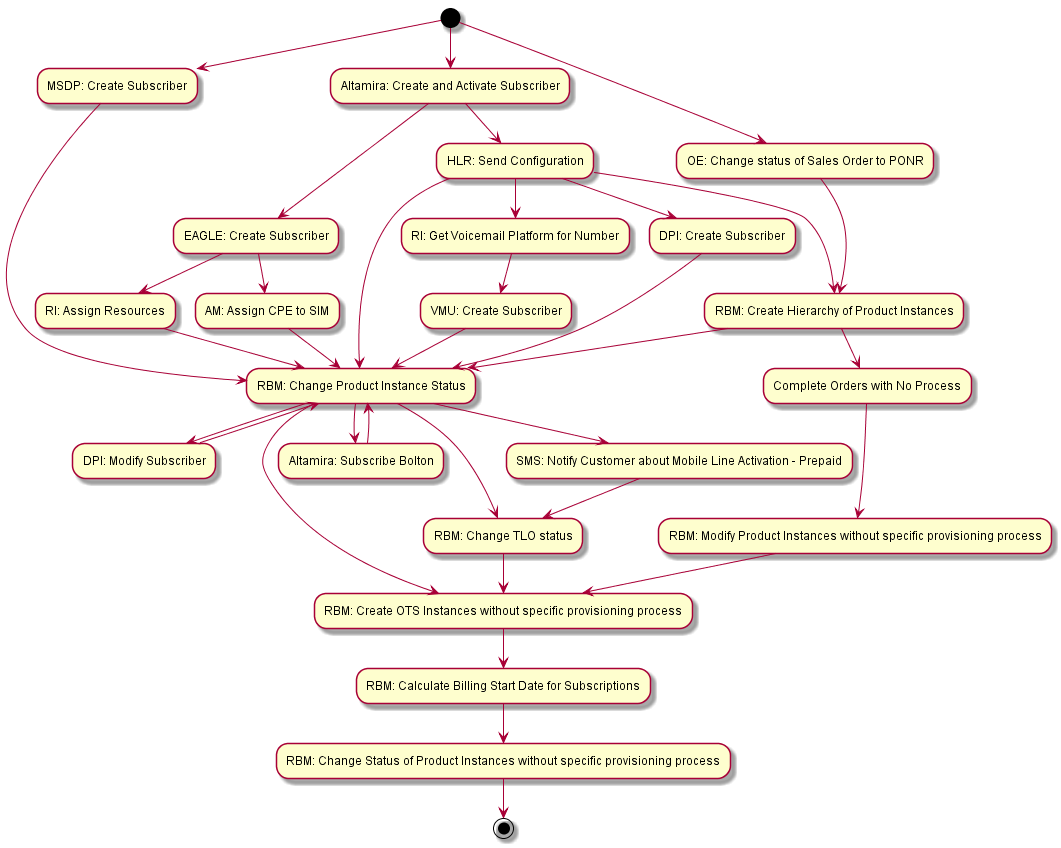 MSDP: Create Subscriber
Altamira: Create and Activate Subscriber
HLR: Send Configuration
OE: Change status of Sales Order to PONR
EAGLE: Create Subscriber
RI: Get Voicemail Platform for Number
DPI: Create Subscriber
RI: Assign Resources
AM: Assign CPE to SIM
VMU: Create Subscriber
RBM: Create Hierarchy of Product Instances
RBM: Change Product Instance Status
Complete Orders with No Process
DPI: Modify Subscriber
Altamira: Subscribe Bolton
SMS: Notify Customer about Mobile Line Activation - Prepaid
RBM: Change TLO status
RBM: Modify Product Instances without specific provisioning process
RBM: Create OTS Instances without specific provisioning process
RBM: Calculate Billing Start Date for Subscriptions
RBM: Change Status of Product Instances without specific provisioning process